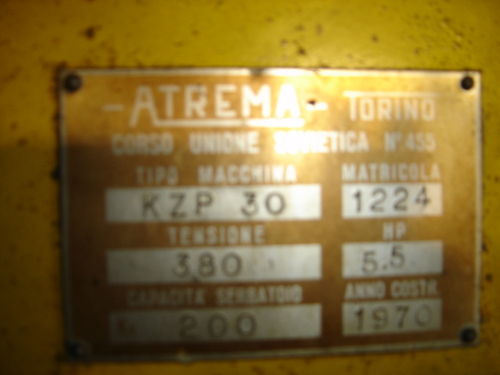 - ATREMA - TORINO
CORSO UNIONE SOVIETICA N° 455
TIPO MACCHINA MATRICOLA
KZP 30 1224
TENSIONE HP
380 5.5
CAPACITÀ SERBATOIO ANNO COSTR.
200 1970